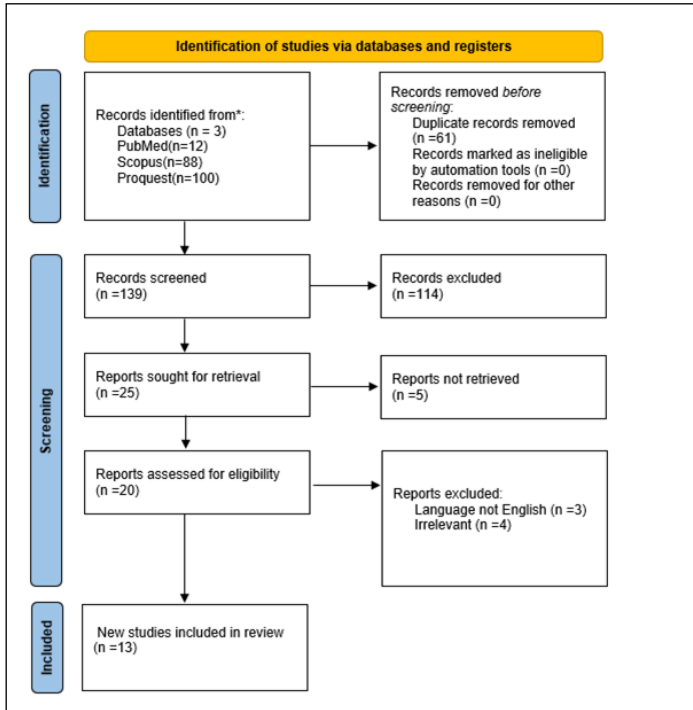 Identification of studies via databases and registers
Identification
Records identified from*:
Databases (n = 3)
PubMed(n=12)
Scopus(n=88)
Proquest(n=100)
Records removed before
screening:
Duplicate records removed
(n =61)
Records marked as ineligible
by automation tools (n =0)
Records removed for other
reasons (n =0)
Screening
Records screened
(n =139)
Records excluded
(n =114)
Reports sought for retrieval
(n =25)
Reports not retrieved
(n =5)
Reports assessed for eligibility
(n =20)
Reports excluded:
Language not English (n =3)
Irrelevant (n =4)
Included
New studies included in review
(n =13)